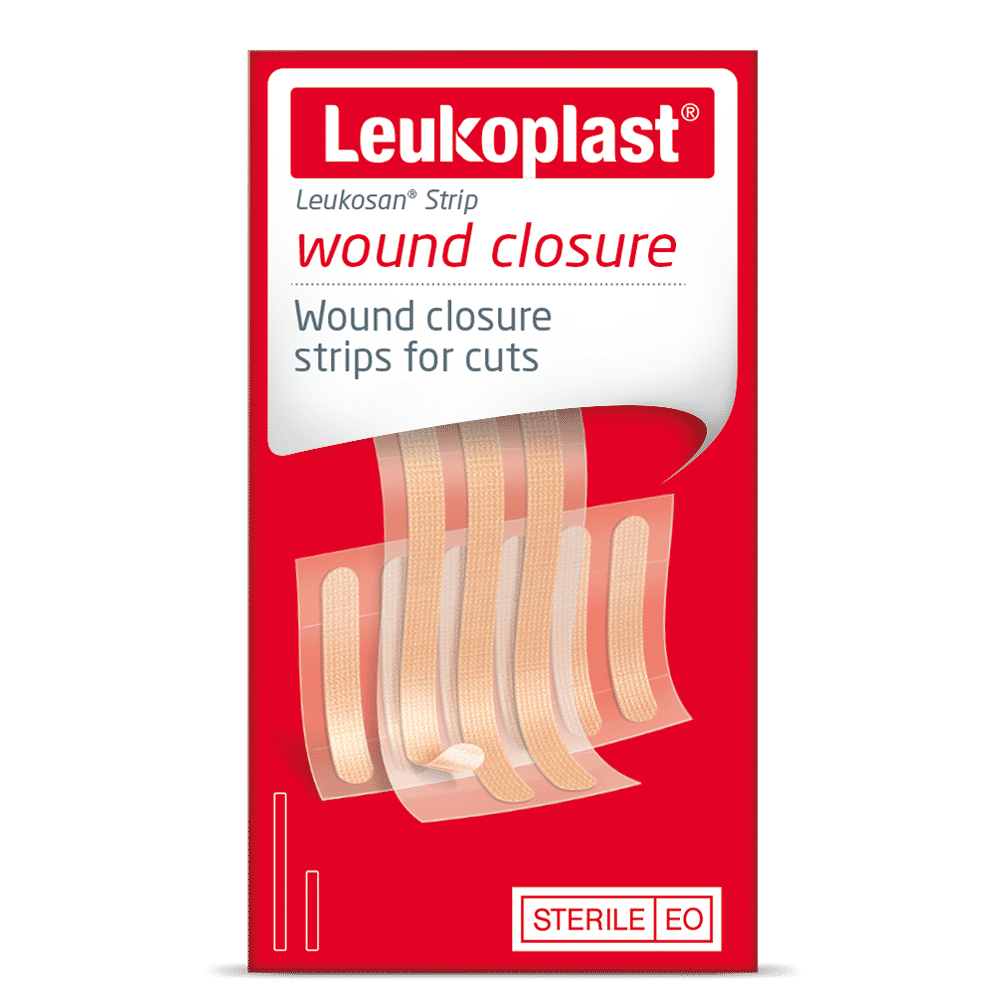 Leukoplast®
Leukosan® Strip
wound closure
Wound closure
strips for cuts
STERILE EO